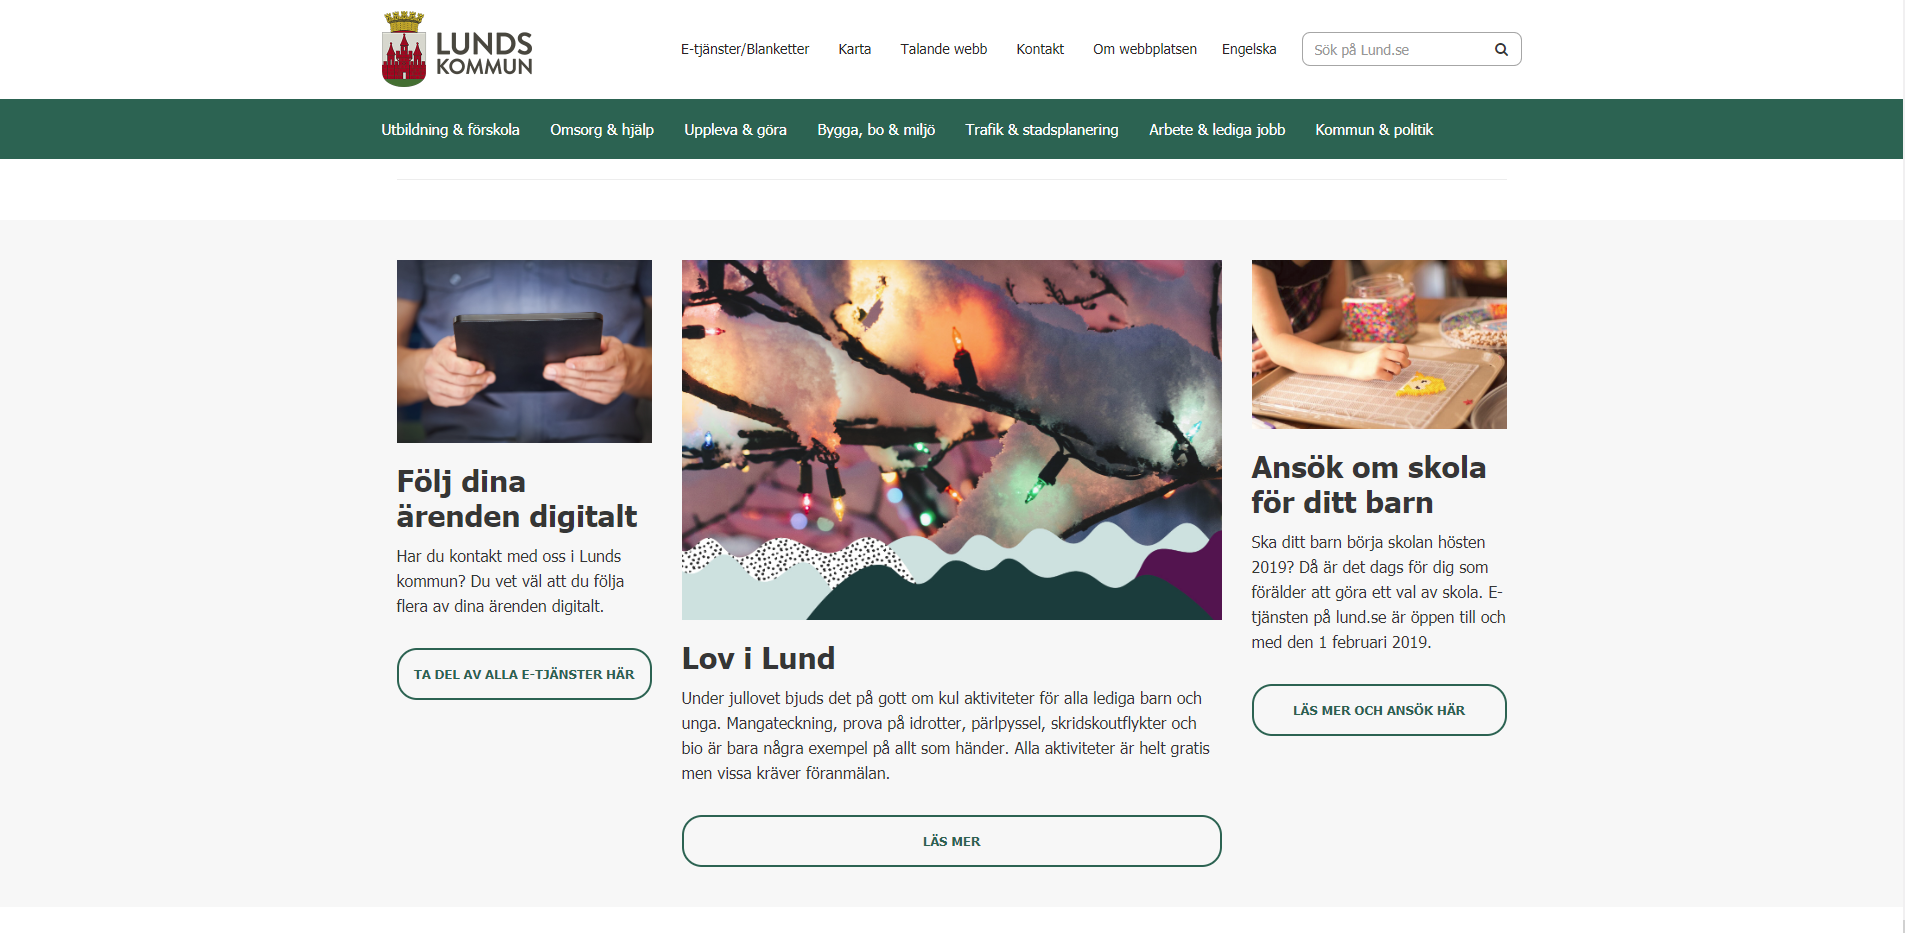 LUNDS
KOMMUN
E-tjänster/Blanketter Karta Talande webb Kontakt Om webbplatsen Engelska Sök på Lund.se
Utbildning & förskola Omsorg & hjälp Uppleva & göra Bygga, bo & miljö Trafik & stadsplanering Arbete & lediga jobb Kommun & politik
Följ dina
ärenden digitalt
Har du kontakt med oss i Lunds
kommun? Du vet väl att du följa
flera av dina ärenden digitalt.
TA DEL AV ALLA E-TJÄNSTER HÄR
Lov i Lund
Under jullovet bjuds det på gott om kul aktiviteter för alla lediga barn och
unga. Mangateckning, prova på idrotter, pärlpyssel, skridskoutflykter och
bio är bara några exempel på allt som händer. Alla aktiviteter är helt gratis
men vissa kräver föranmälan.
LÄS MER
Ansök om skola
för ditt barn
Ska ditt barn börja skolan hösten
2019? Då är det dags för dig som
förälder att göra ett val av skola. E-
tjänsten på lund.se är öppen till och
med den 1 februari 2019.
LÄS MER OCH ANSÖK HÄR